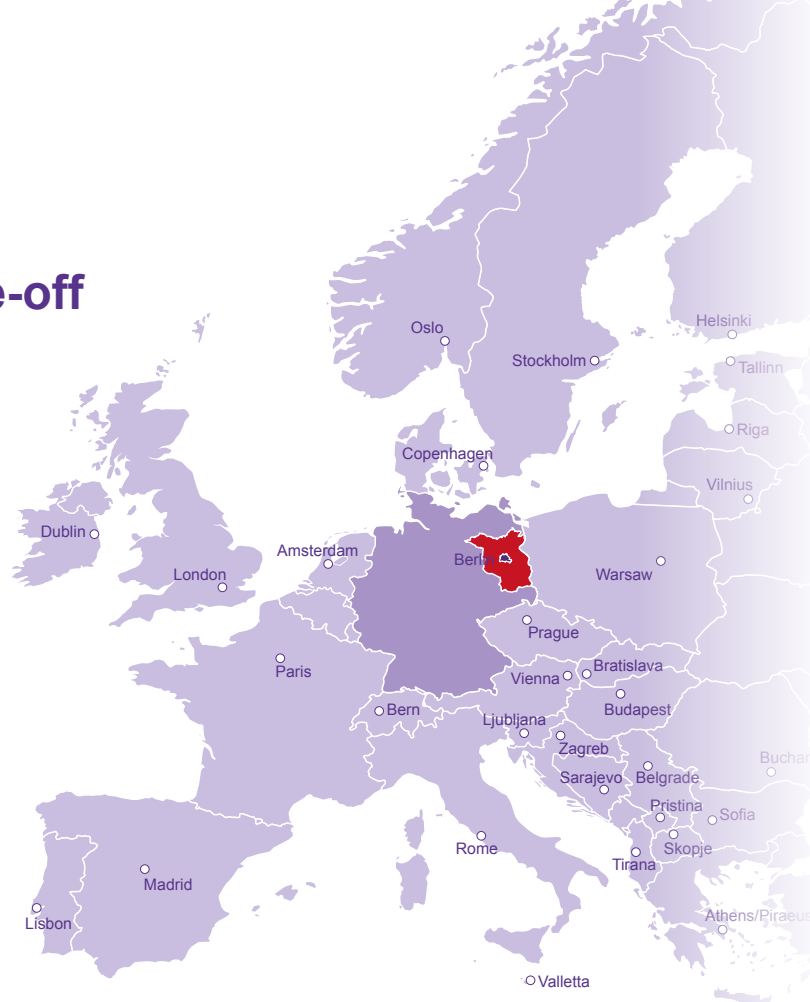 e-off
Helsinki
Oslo
Stockholm
Tallinn
Riga
Copenhagen
Vilnius
Dublin
Amsterdam
Berlin
London
Warsaw
Prague
Paris
Bratislava
Vienna
Bern
Budapest
Ljubljana
Zagreb
Buchar
Sarajevo
Belgrade
Pristina
Sofia
Rome
Skopje
Tirana
Madrid
Lisbon
Athens/Piraeus
Valletta